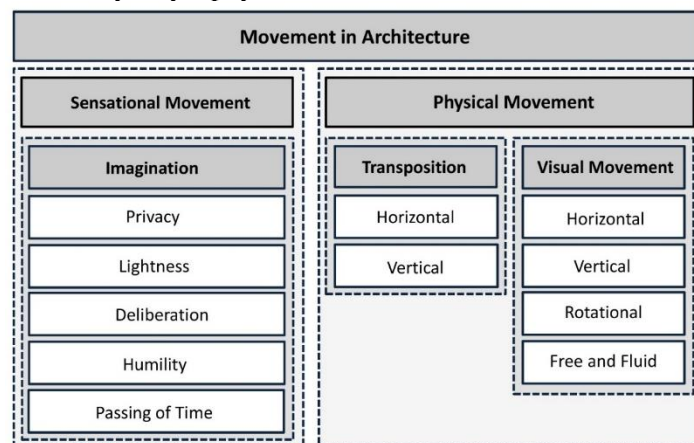 Movement in Architecture
Sensational Movement
Physical Movement
Imagination
Privacy
Lightness
Deliberation
Humility
Passing of Time
Transposition
Horizontal
Vertical
Visual Movement
Horizontal
Vertical
Rotational
Free and Fluid